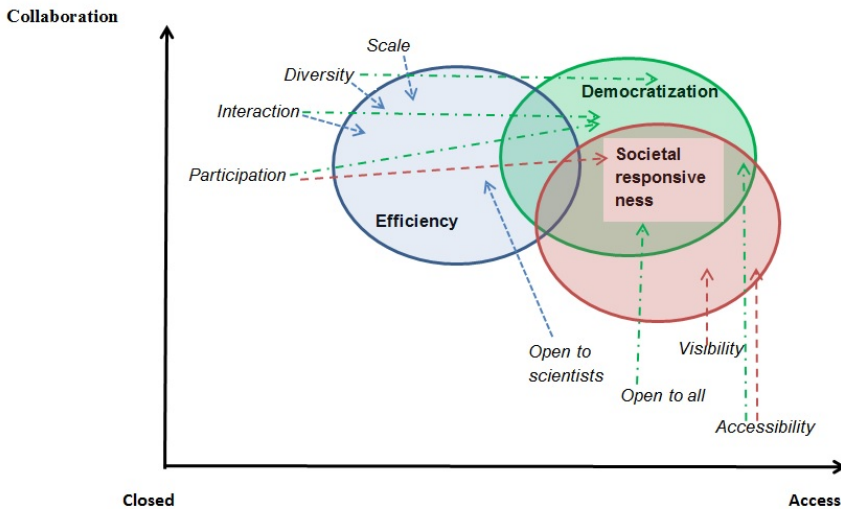 Collaboration
Scale
Diversity
Democratization
Interaction
Societal
responsive
ness
Participation
Efficiency
Open to
scientists
Visibility
Open to all
Accessibility
Closed
Access